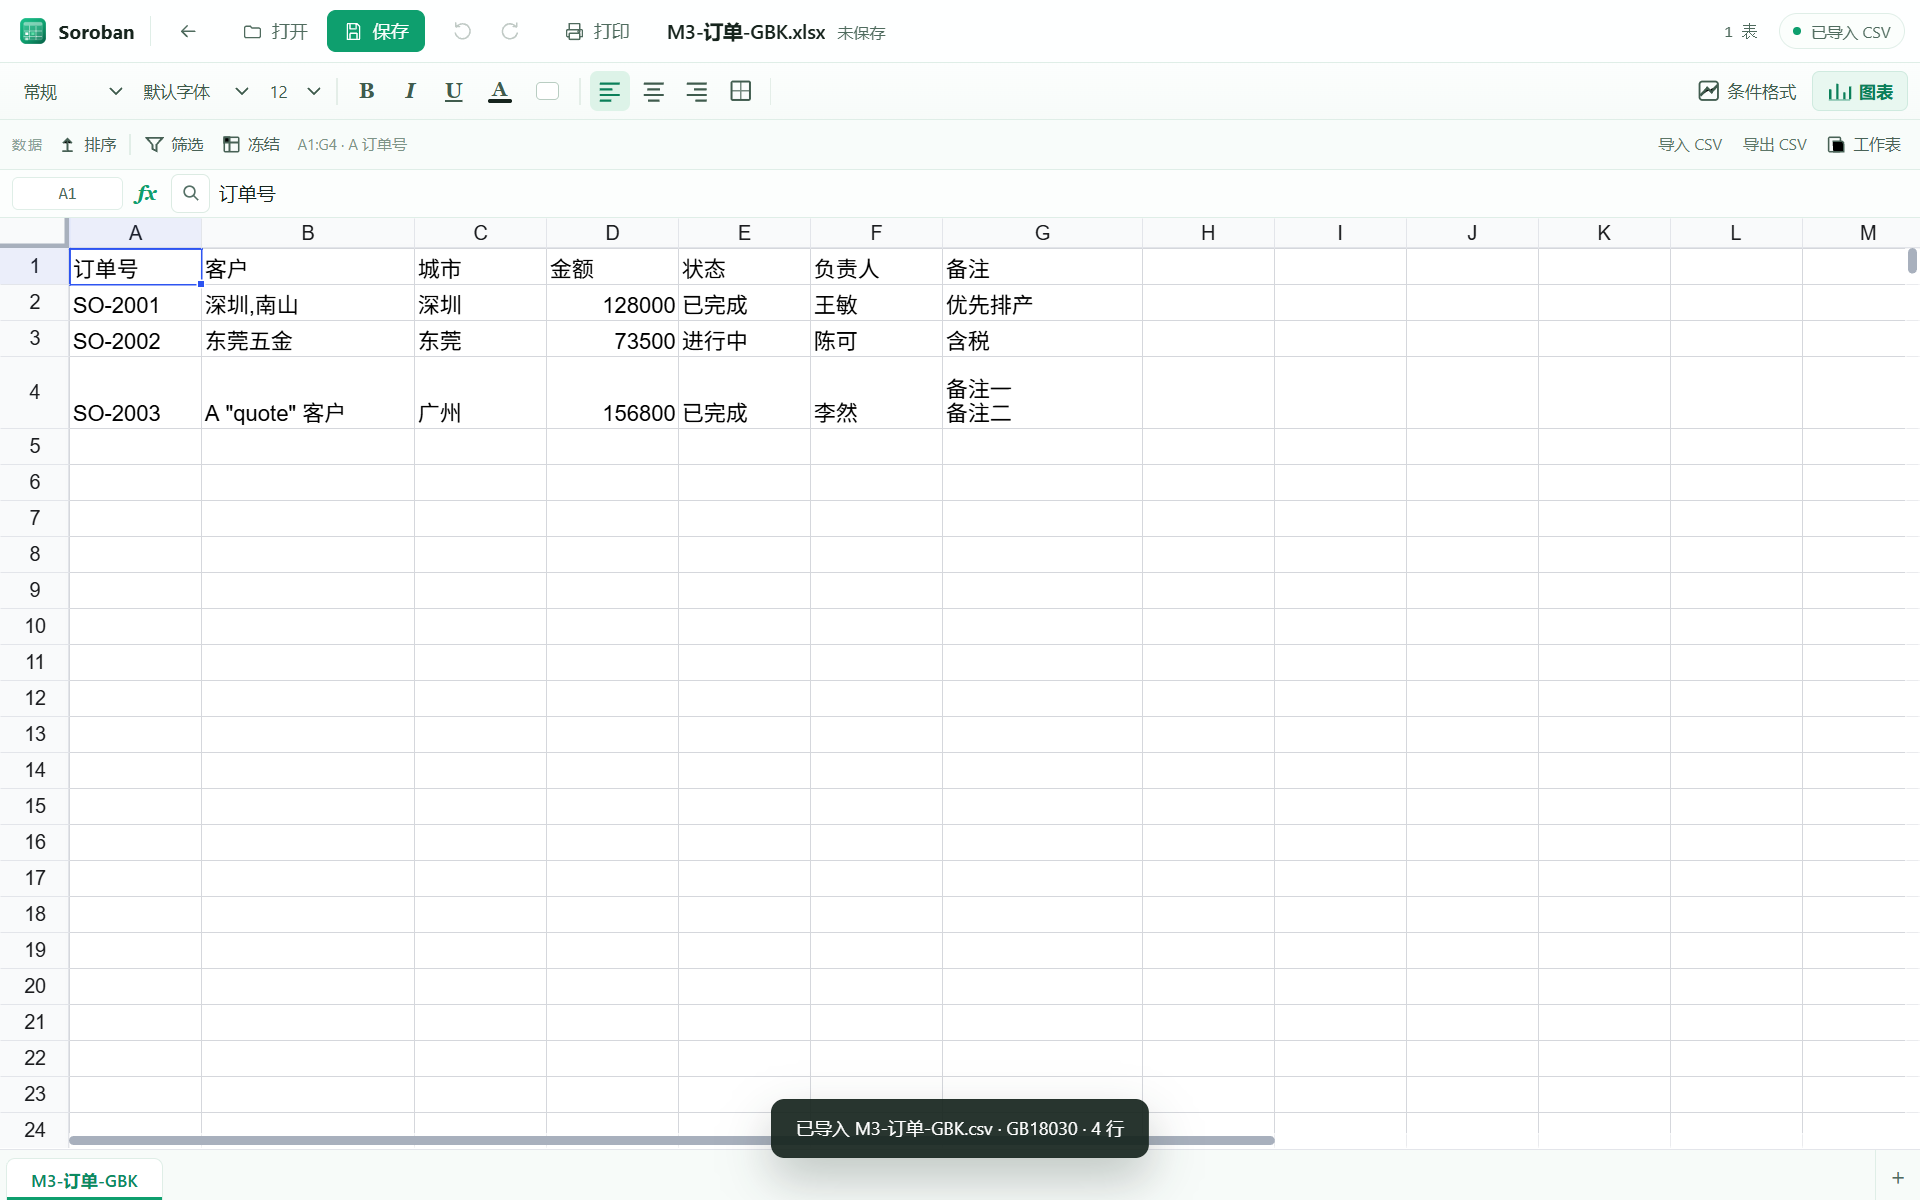 Soroban 打开 保存 打印 M3-订单-GBK.xlsx 未保存 1 表 已导入 CSV
常规 默认字体 12 B I U A 条件格式 图表
数据 排序 筛选 冻结 A1:G4 · A 订单号 导入 CSV 导出 CSV 工作表
A1 fx 订单号
A B C D E F G H I J K L M
1 订单号 客户 城市 金额 状态 负责人 备注
2 SO-2001 深圳,南山 深圳 128000 已完成 王敏 优先排产
3 SO-2002 东莞五金 东莞 73500 进行中 陈可 含税
4 SO-2003 A "quote" 客户 广州 156800 已完成 李然 备注一
备注二
5
6
7
8
9
10
11
12
13
14
15
16
17
18
19
20
21
22
23
24
已导入 M3-订单-GBK.csv · GB18030 · 4 行
M3-订单-GBK